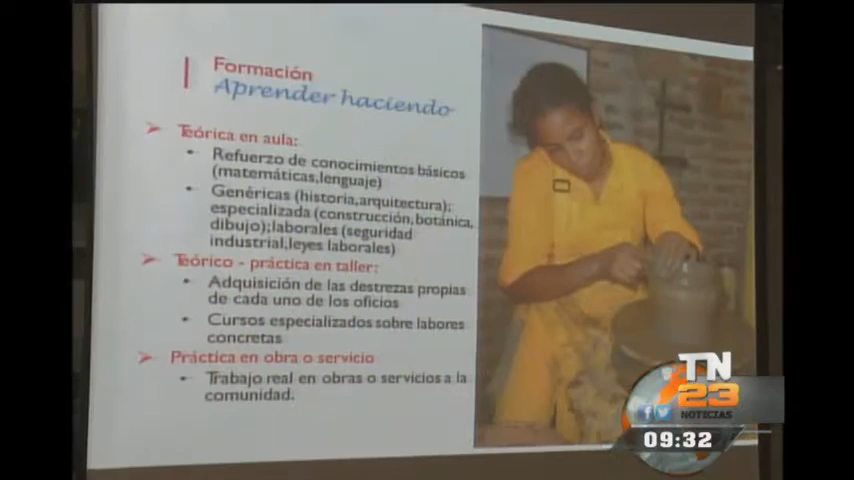 Formación
Aprender haciendo
Teórica en aula:
• Refuerzo de conocimientos básicos
(matemáticas,lenguaje)
• Genéricas (historia,arquitectura);
especializada (construcción,botánica,
dibujo);laborales (seguridad
industrial,leyes laborales)
Teórico - práctica en taller:
• Adquisición de las destrezas propias
de cada uno de los oficios
• Cursos especializados sobre labores
concretas
Práctica en obra o servicio
• Trabajo real en obras o servicios a la
comunidad.
TN
23
NOTICIAS
09:32